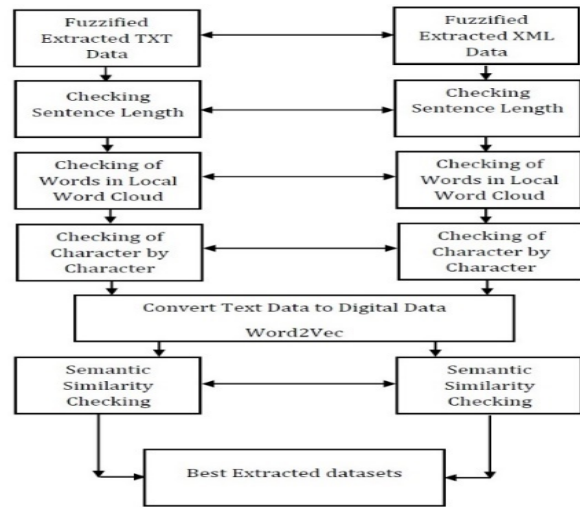 Fuzzified
Extracted TXT
Data
Fuzzified
Extracted XML
Data
Checking
Sentence Length
Checking
Sentence Length
Checking of
Words in Local
Word Cloud
Checking of
Words in Local
Word Cloud
Checking of
Character by
Character
Checking of
Character by
Character
Convert Text Data to Digital Data
Word2Vec
Semantic
Similarity
Checking
Semantic
Similarity
Checking
Best Extracted datasets